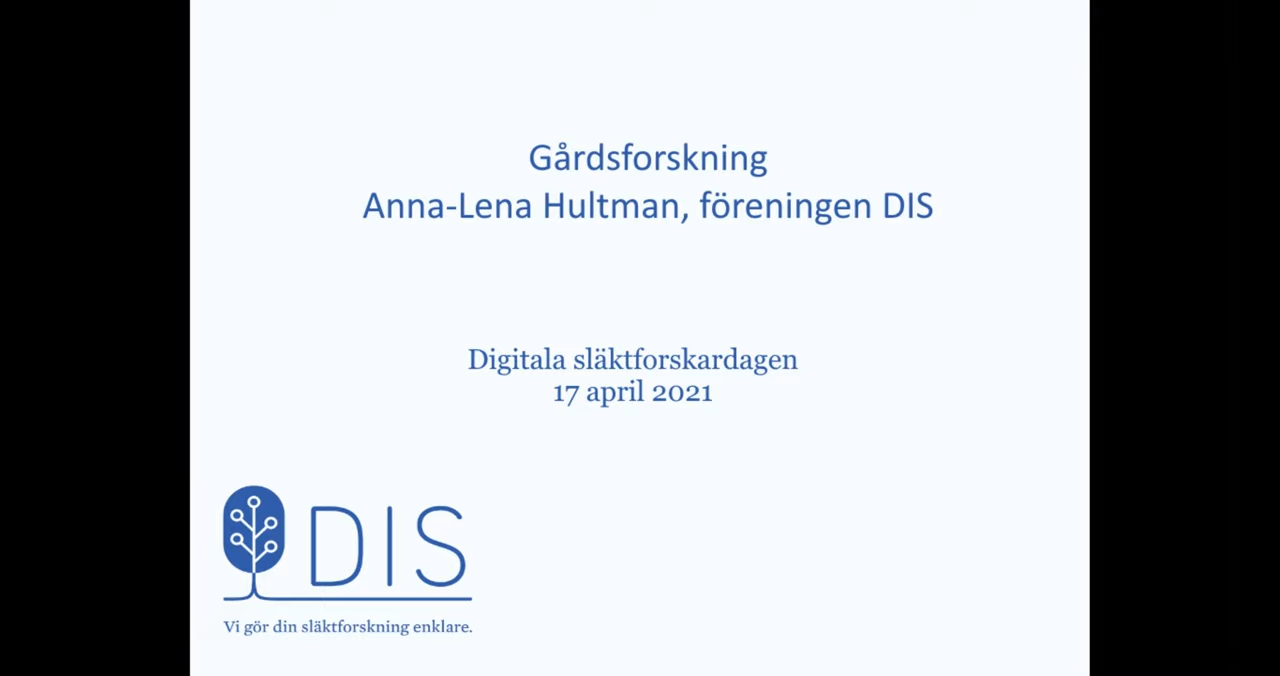 Gårdsforskning
Anna-Lena Hultman, föreningen DIS
Digitala släktforskardagen
17 april 2021
DIS
Vi gör din släktforskning enklare.